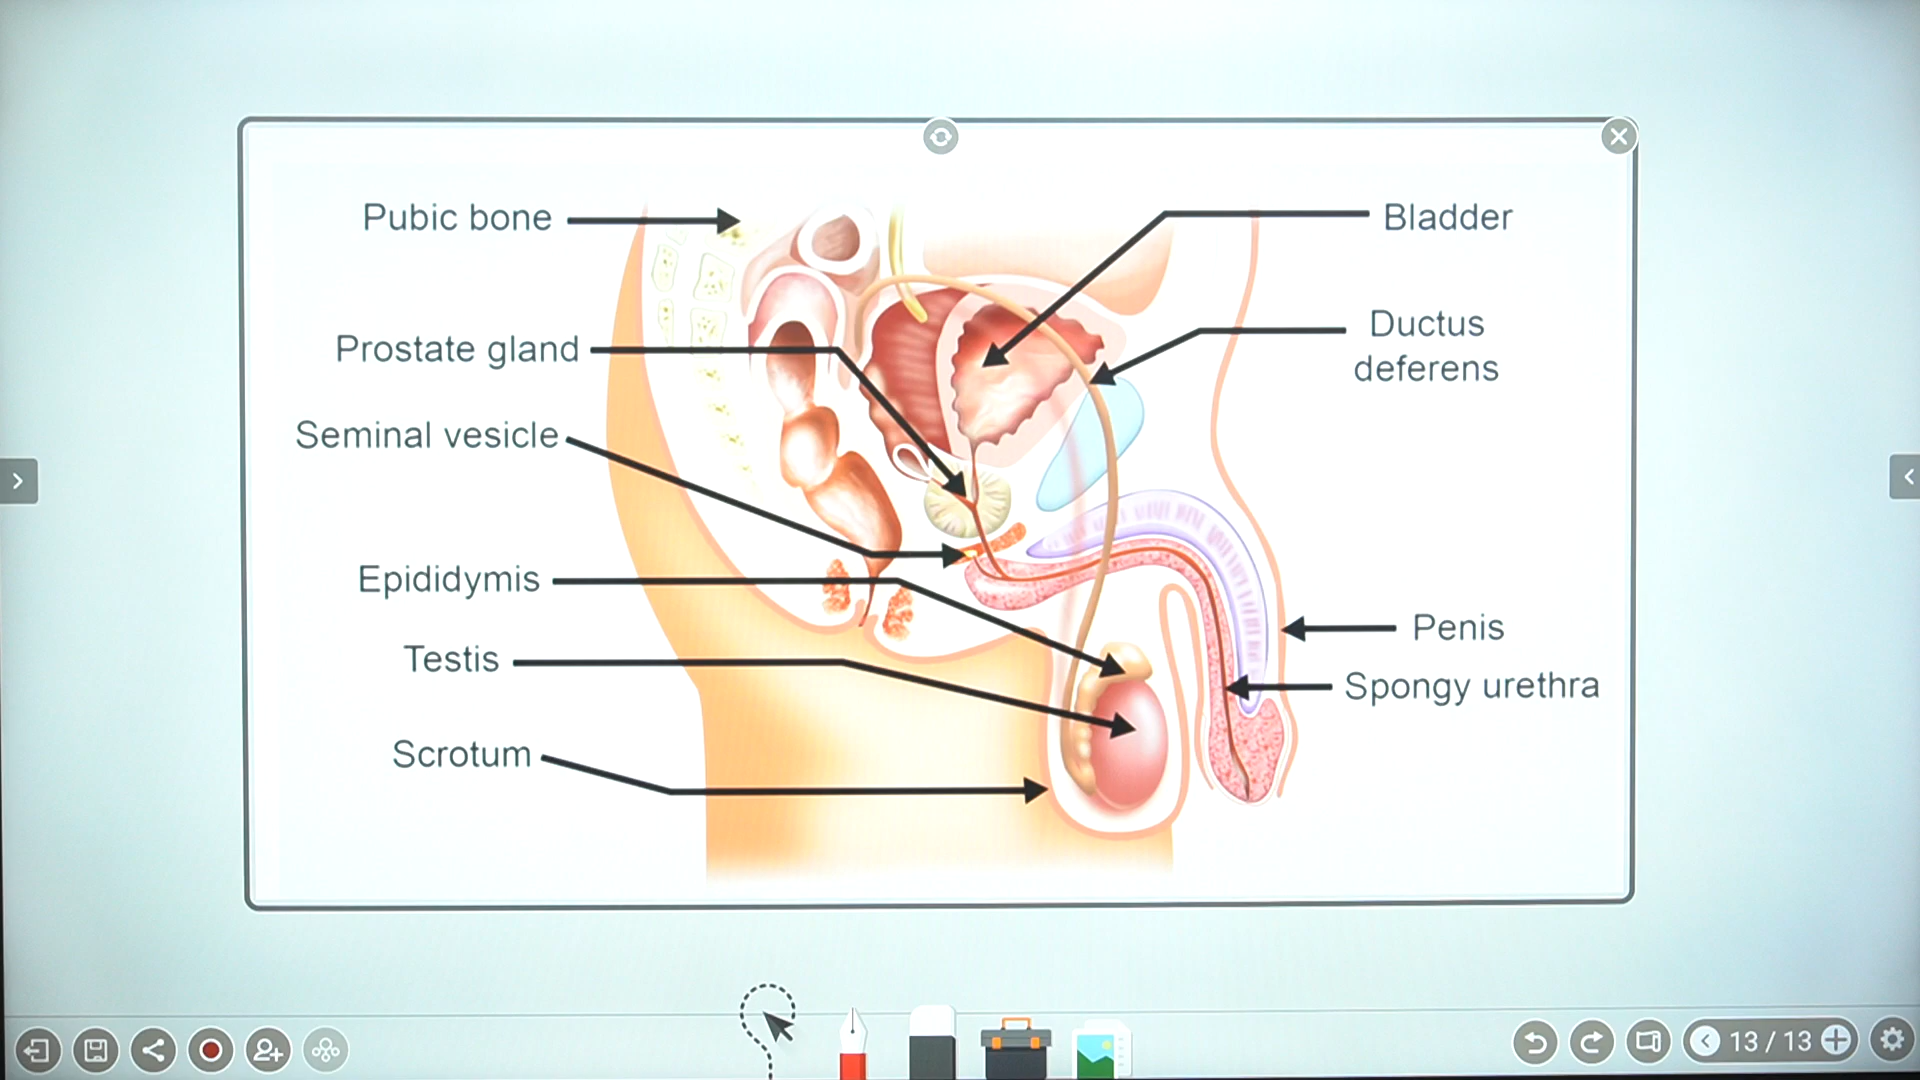 Pubic bone
Bladder
Prostate gland
Ductus
deferens
Seminal vesicle
Epididymis
Penis
Testis
Spongy urethra
Scrotum
13 / 13